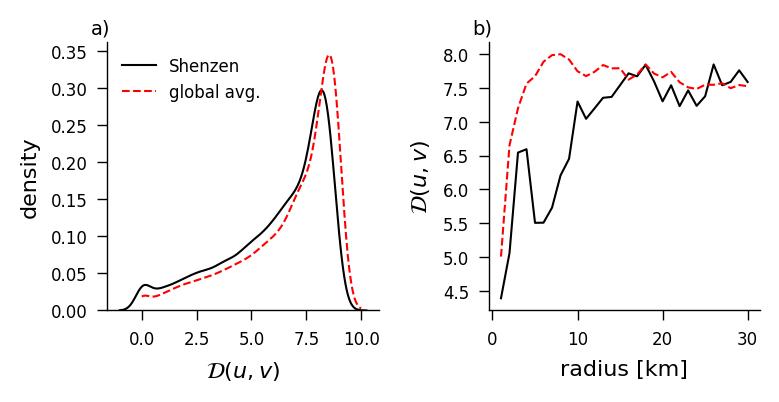 a)
0.35
0.30
0.25
0.20
0.15
0.10
0.05
0.00
density
Shenzen
global avg.
0.0 2.5 5.0 7.5 10.0
𝒟(u, v)
b)
8.0
7.5
7.0
6.5
6.0
5.5
5.0
4.5
𝒟(u, v)
0 10 20 30
radius [km]